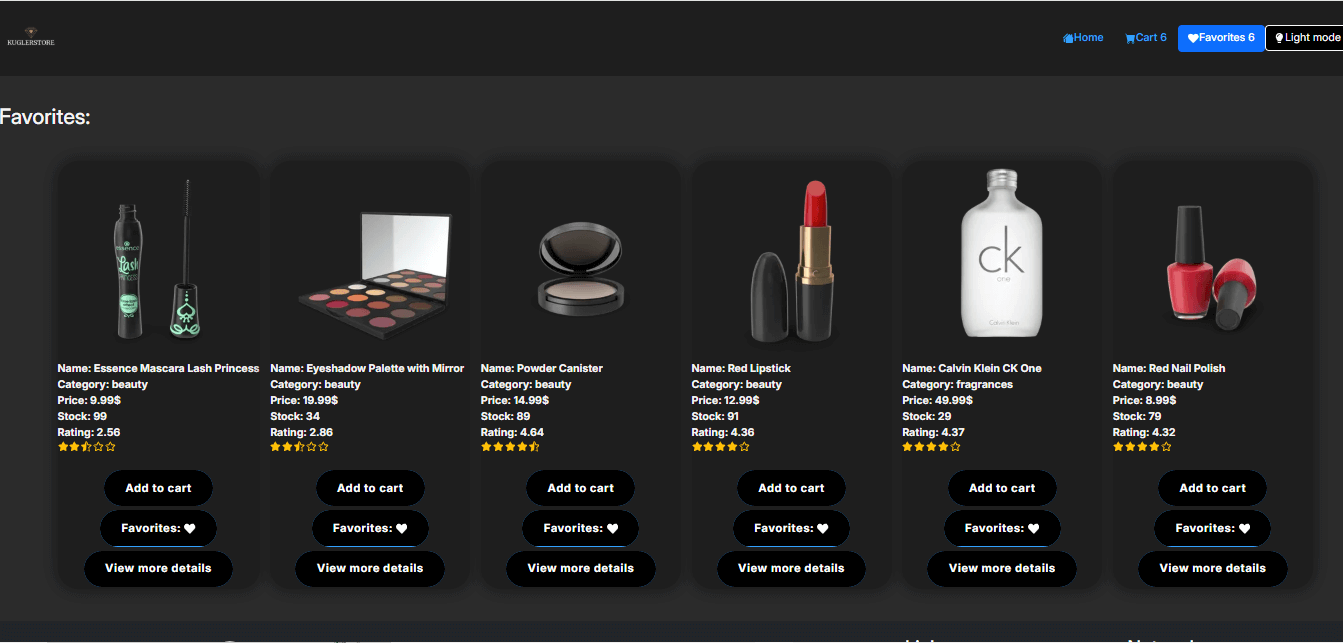 KUGLERSTORE
Home
Cart 6
Favorites 6
Light mode
Favorites:
essence
Lash
PRINCESS
ck
one
Calvin Klein
Name: Essence Mascara Lash Princess
Category: beauty
Price: 9.99$
Stock: 99
Rating: 2.56
Add to cart
Favorites:
View more details
Name: Eyeshadow Palette with Mirror
Category: beauty
Price: 19.99$
Stock: 34
Rating: 2.86
Add to cart
Favorites:
View more details
Name: Powder Canister
Category: beauty
Price: 14.99$
Stock: 89
Rating: 4.64
Add to cart
Favorites:
View more details
Name: Red Lipstick
Category: beauty
Price: 12.99$
Stock: 91
Rating: 4.36
Add to cart
Favorites:
View more details
Name: Calvin Klein CK One
Category: fragrances
Price: 49.99$
Stock: 29
Rating: 4.37
Add to cart
Favorites:
View more details
Name: Red Nail Polish
Category: beauty
Price: 8.99$
Stock: 79
Rating: 4.32
Add to cart
Favorites:
View more details